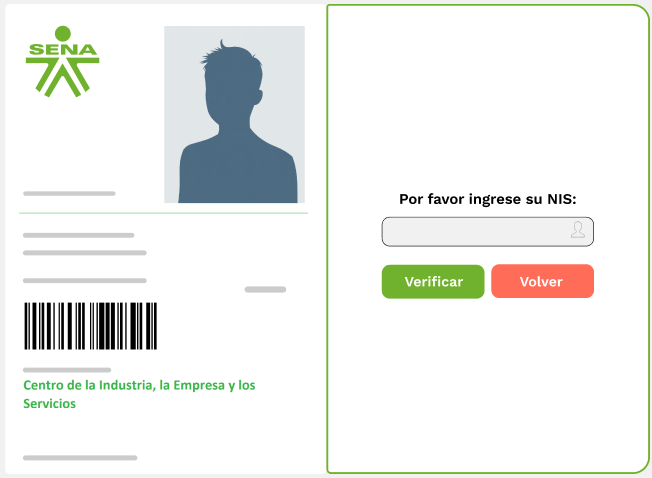 SENA
Centro de la Industria, la Empresa y los
Servicios
Por favor ingrese su NIS:
Verificar
Volver